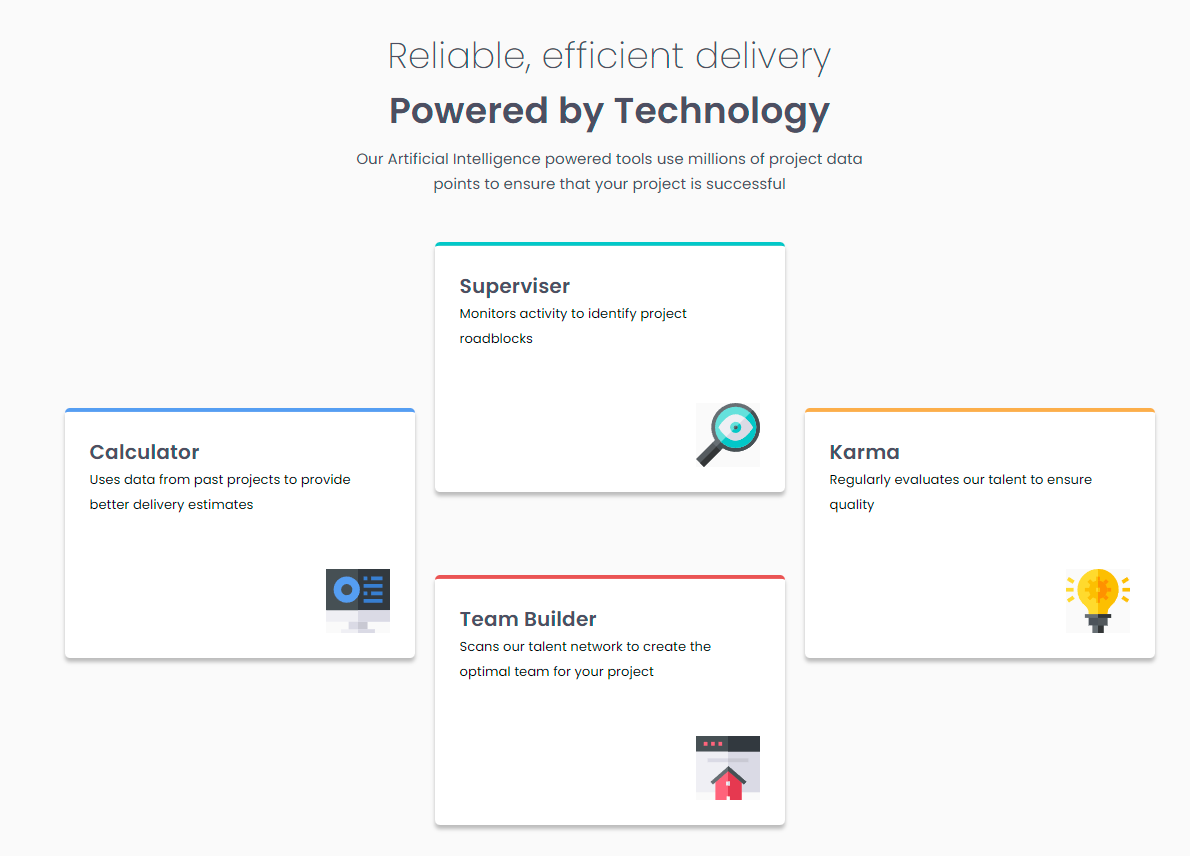 Reliable, efficient delivery
Powered by Technology
Our Artificial Intelligence powered tools use millions of project data
points to ensure that your project is successful
Superviser
Monitors activity to identify project
roadblocks
Calculator
Uses data from past projects to provide
better delivery estimates
Karma
Regularly evaluates our talent to ensure
quality
Team Builder
Scans our talent network to create the
optimal team for your project